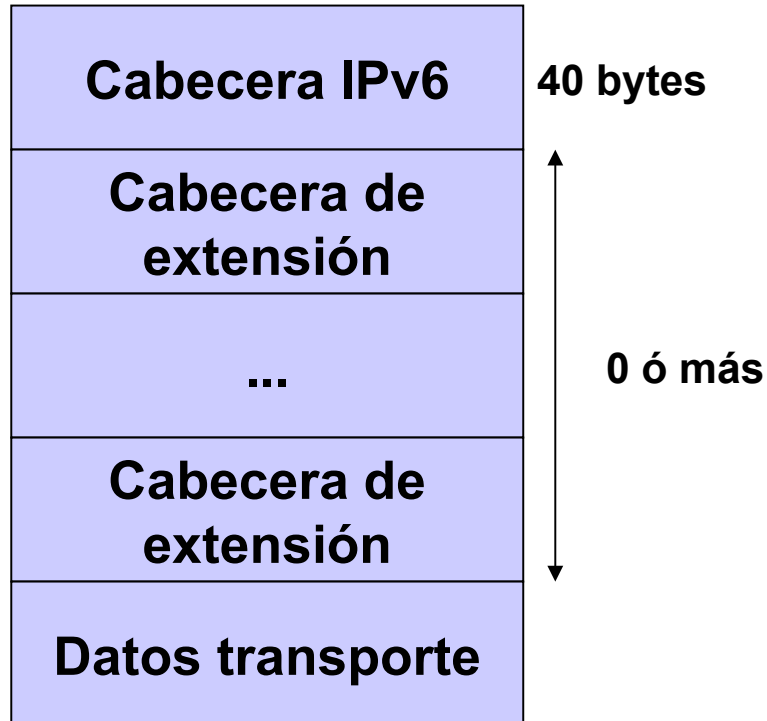 Cabecera IPv6
40 bytes
Cabecera de
extensión
...
0 ó más
Cabecera de
extensión
Datos transporte